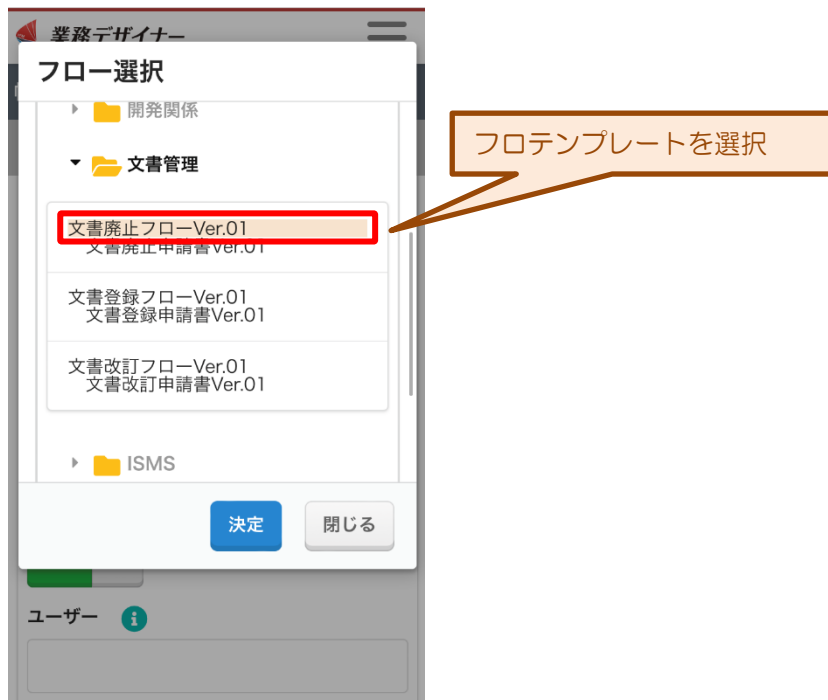 業務デザイナー
フロー選択
開発関係
文書管理
フロテンプレートを選択
文書廃止フローVer.01
文書廃止申請書Ver.01
文書登録フローVer.01
文書登録申請書Ver.01
文書改訂フローVer.01
文書改訂申請書Ver.01
ISMS
決定
閉じる
ユーザー